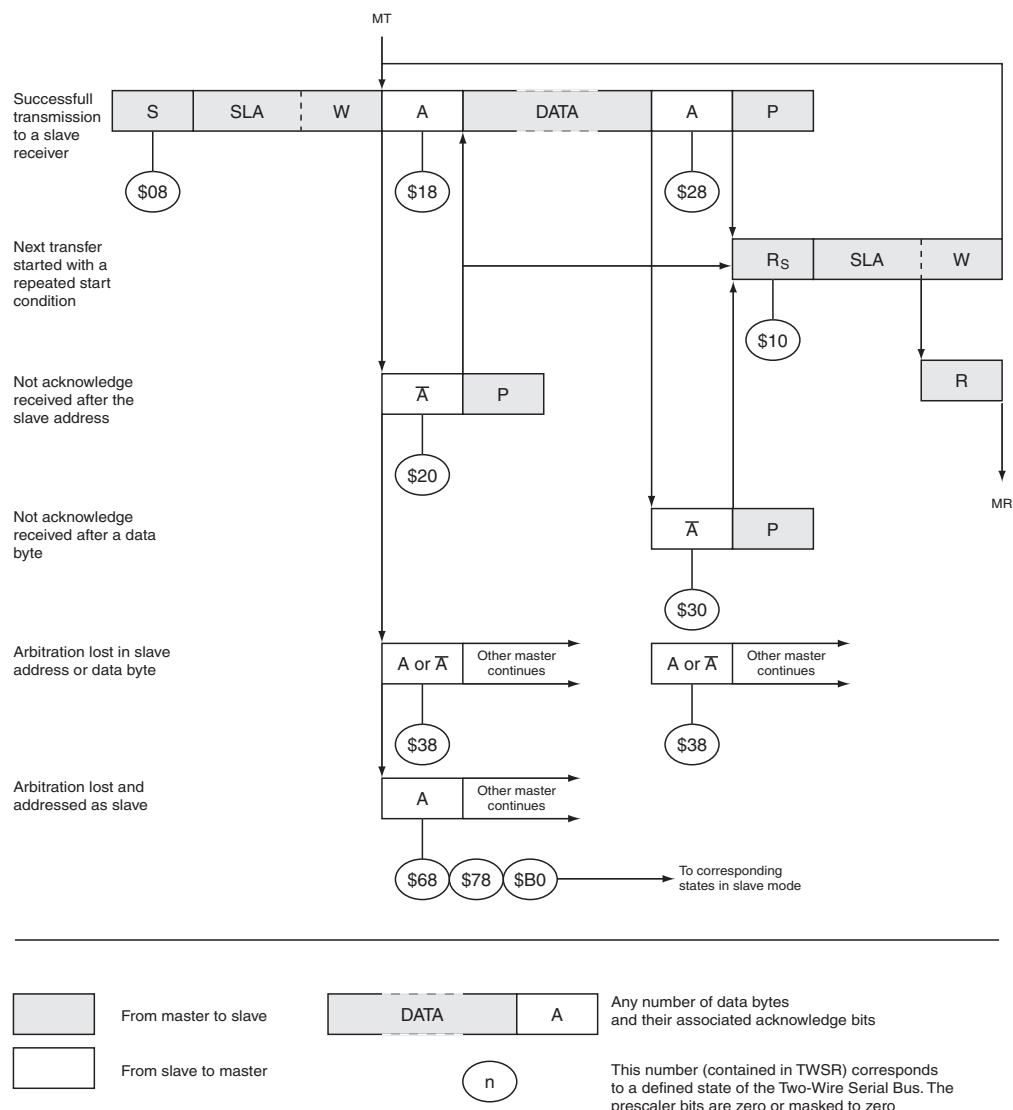 MT
Successfull
transmission
to a slave
receiver
S SLA W A DATA A P
$08 $18 $28
Next transfer
started with a
repeated start
condition
RS SLA W
$10
Not acknowledge
received after the
slave address
A̅ P
R
$20
MR
Not acknowledge
received after a data
byte
A̅ P
$30
Arbitration lost in slave
address or data byte
A or A̅ Other master
continues
A or A̅ Other master
continues
$38 $38
Arbitration lost and
addressed as slave
A Other master
continues
$68 $78 $B0 To corresponding
states in slave mode
From master to slave
DATA A
Any number of data bytes
and their associated acknowledge bits
From slave to master
n
This number (contained in TWSR) corresponds
to a defined state of the Two-Wire Serial Bus. The
prescaler bits are zero or masked to zero